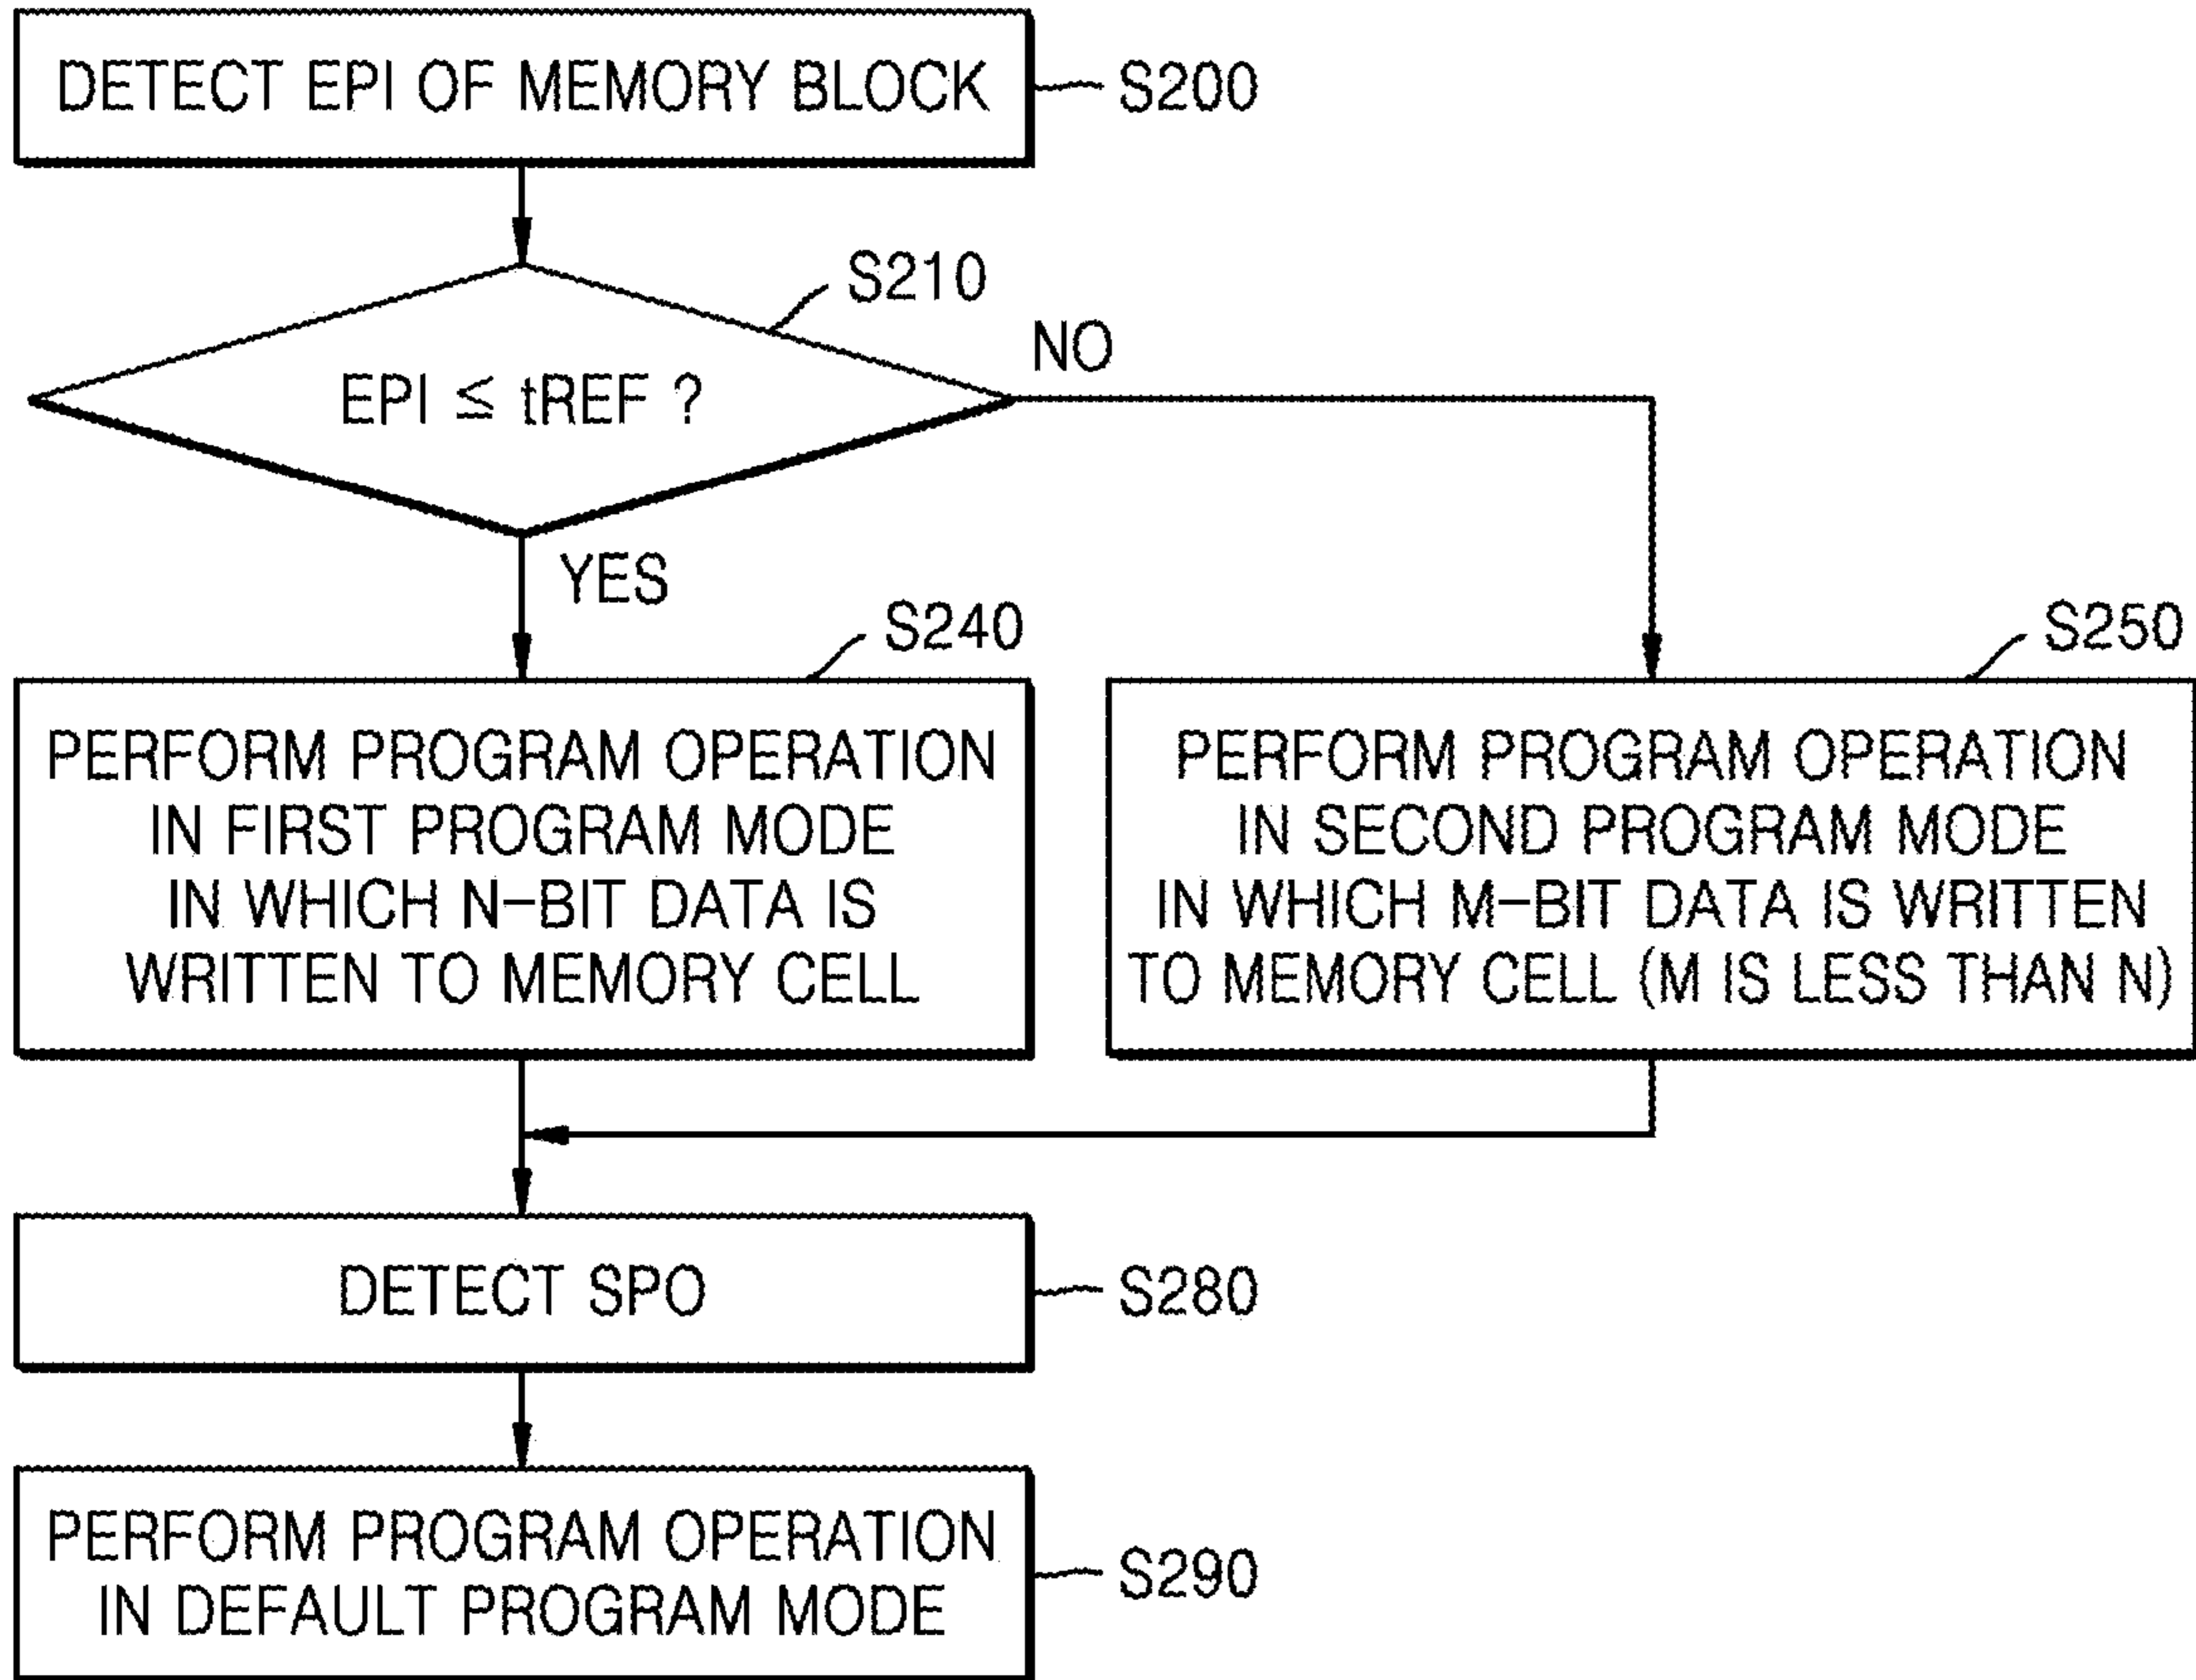 DETECT EPI OF MEMORY BLOCK
S200
S210
EPI ≤ tREF ?
NO
YES
S240
S250
PERFORM PROGRAM OPERATION
IN FIRST PROGRAM MODE
IN WHICH N-BIT DATA IS
WRITTEN TO MEMORY CELL
PERFORM PROGRAM OPERATION
IN SECOND PROGRAM MODE
IN WHICH M-BIT DATA IS WRITTEN
TO MEMORY CELL (M IS LESS THAN N)
DETECT SPO
S280
PERFORM PROGRAM OPERATION
IN DEFAULT PROGRAM MODE
S290